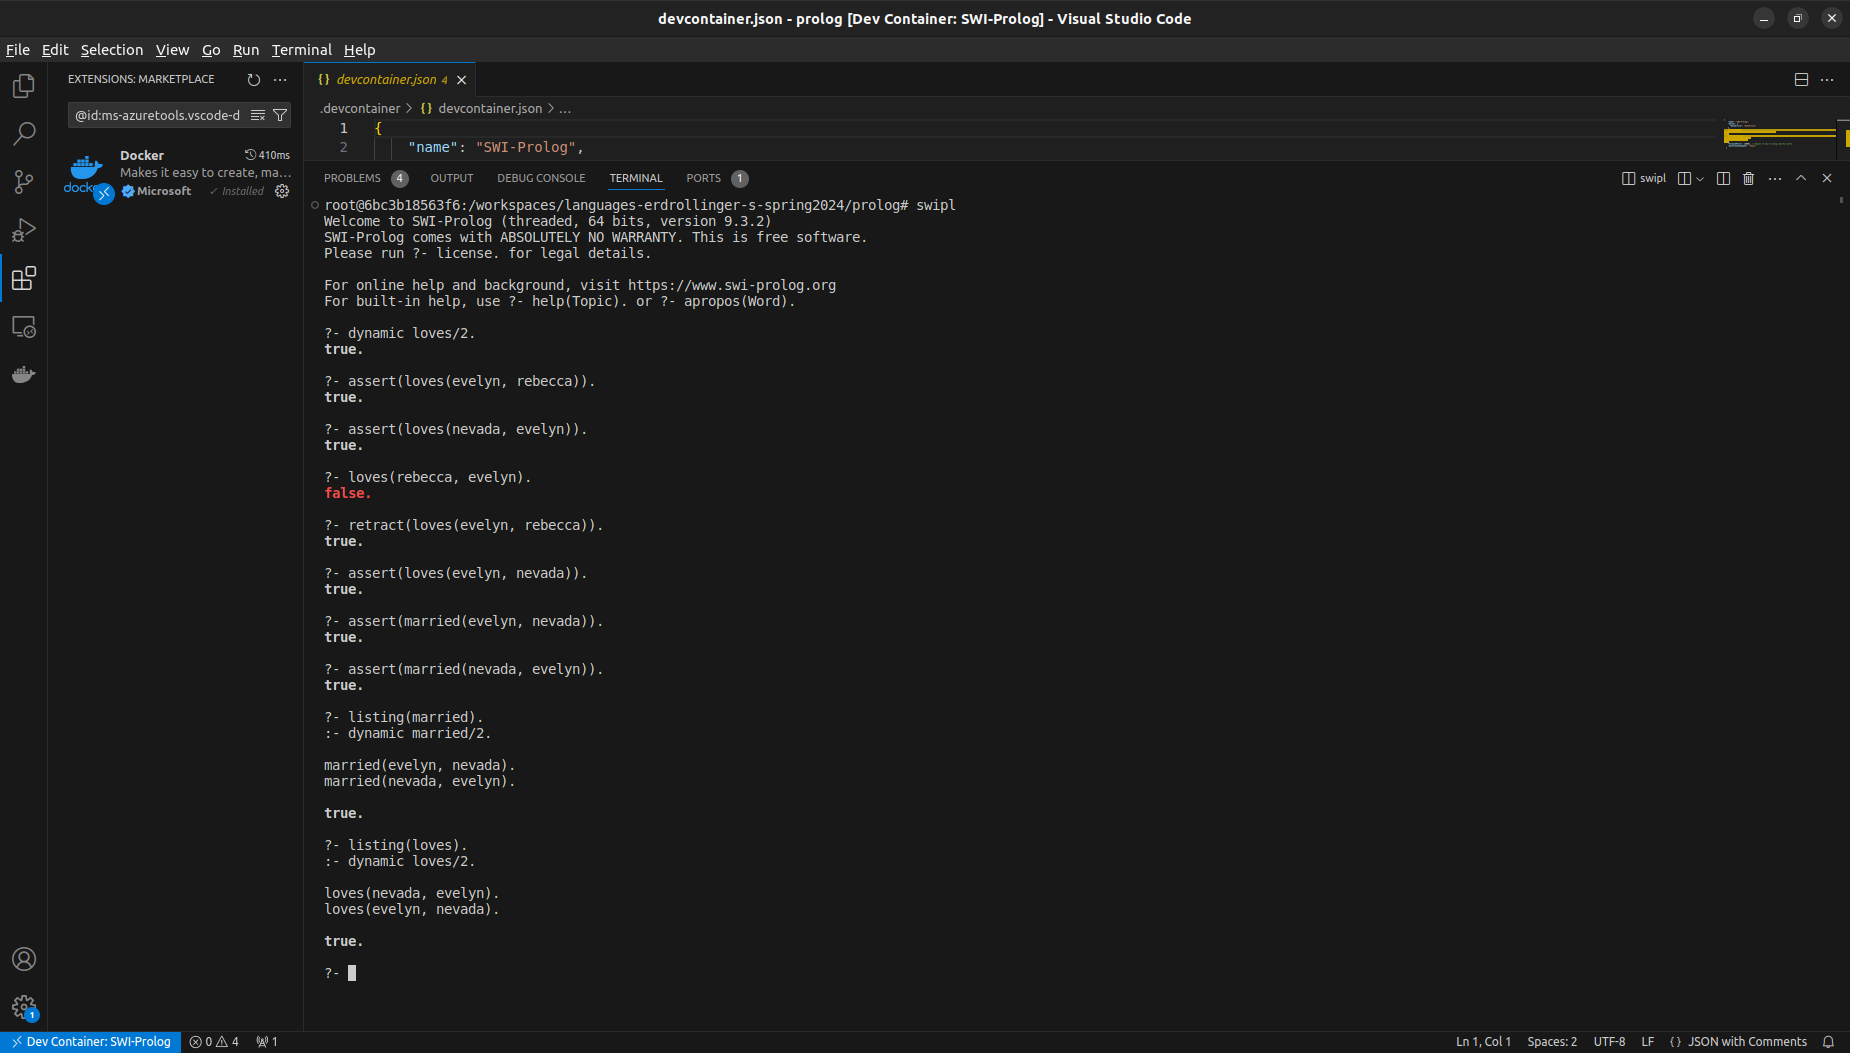 devcontainer.json - prolog [Dev Container: SWI-Prolog] - Visual Studio Code
File Edit Selection View Go Run Terminal Help
EXTENSIONS: MARKETPLACE
@id:ms-azuretools.vscode-d
docker
Docker 410ms
Makes it easy to create, ma...
Microsoft ✓ Installed
{} devcontainer.json 4
.devcontainer > {} devcontainer.json > ...
1 {
2 "name": "SWI-Prolog",
PROBLEMS 4 OUTPUT DEBUG CONSOLE TERMINAL PORTS 1 swipl
root@6bc3b18563f6:/workspaces/languages-erdrollinger-s-spring2024/prolog# swipl
Welcome to SWI-Prolog (threaded, 64 bits, version 9.3.2)
SWI-Prolog comes with ABSOLUTELY NO WARRANTY. This is free software.
Please run ?- license. for legal details.
For online help and background, visit https://www.swi-prolog.org
For built-in help, use ?- help(Topic). or ?- apropos(Word).
?- dynamic loves/2.
true.
?- assert(loves(evelyn, rebecca)).
true.
?- assert(loves(nevada, evelyn)).
true.
?- loves(rebecca, evelyn).
false.
?- retract(loves(evelyn, rebecca)).
true.
?- assert(loves(evelyn, nevada)).
true.
?- assert(married(evelyn, nevada)).
true.
?- assert(married(nevada, evelyn)).
true.
?- listing(married).
:- dynamic married/2.
married(evelyn, nevada).
married(nevada, evelyn).
true.
?- listing(loves).
:- dynamic loves/2.
loves(nevada, evelyn).
loves(evelyn, nevada).
true.
?-
1
Dev Container: SWI-Prolog 0 4 1 Ln 1, Col 1 Spaces: 2 UTF-8 LF {} JSON with Comments